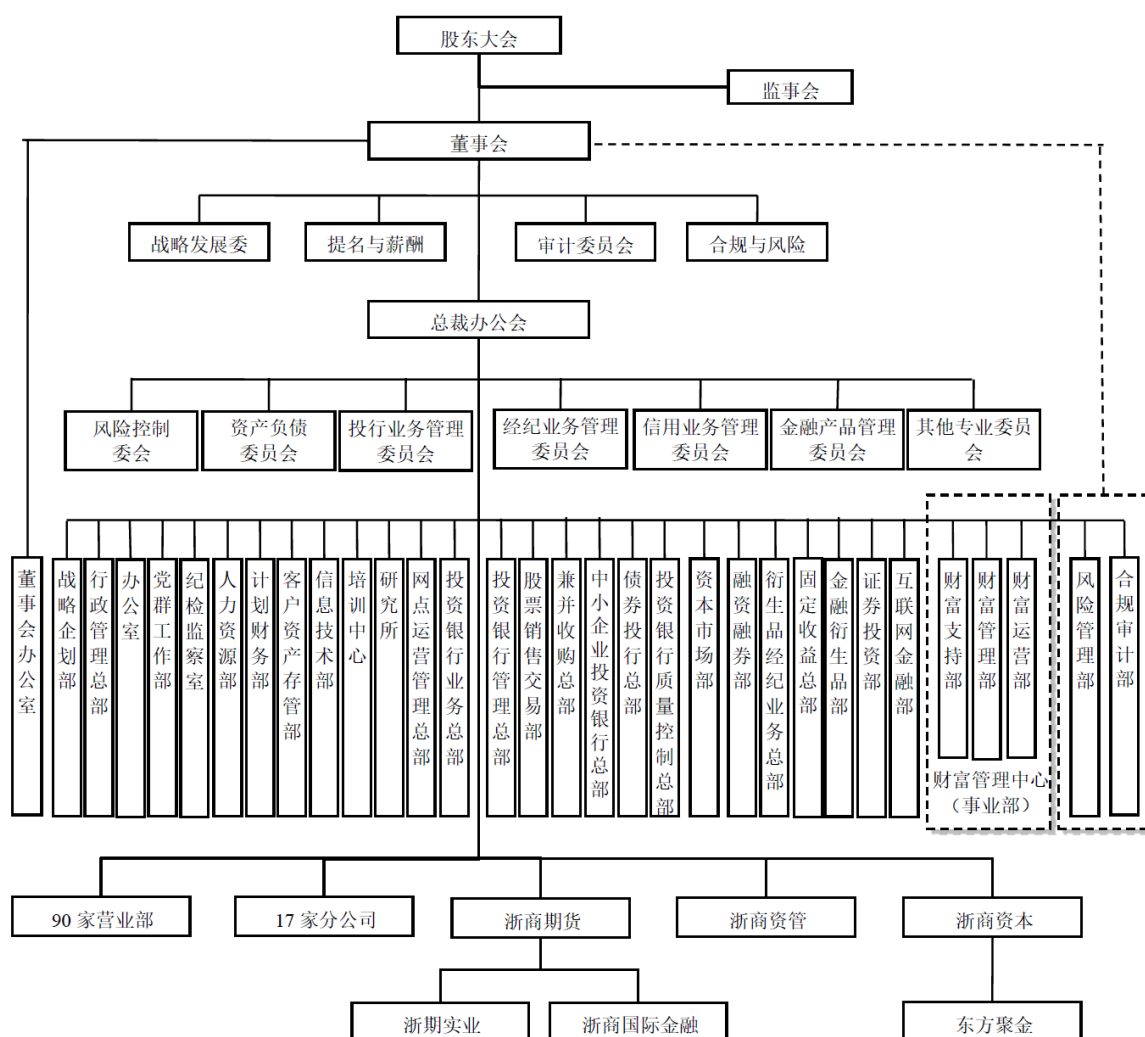 股东大会
监事会
董事会
战略发展委
提名与薪酬
审计委员会
合规与风险
总裁办公会
风险控制
委会
资产负债
委员会
投行业务管理
委员会
经纪业务管理
委员会
信用业务管理
委员会
金融产品管理
委员会
其他专业委员
会
董事会办公室
战略企划部
行政管理总部
办公室
党群工作部
纪检监察室
人力资源部
计划财务部
客户资产存管部
信息技术部
培训中心
研究所
网点运营管理总部
投资银行业务总部
投资银行管理总部
股票销售交易部
兼并收购总部
中小企业投资银行总部
债券投行总部
投资银行质量控制总部
资本市场部
融资融券部
衍生品经纪业务总部
固定收益总部
金融衍生品部
证券投资部
互联网金融部
财富支持部
财富管理部
财富运营部
财富管理中心
（事业部）
风险管理部
合规审计部
90 家营业部
17 家分公司
浙商期货
浙商资管
浙商资本
浙期实业
浙商国际金融
东方聚金